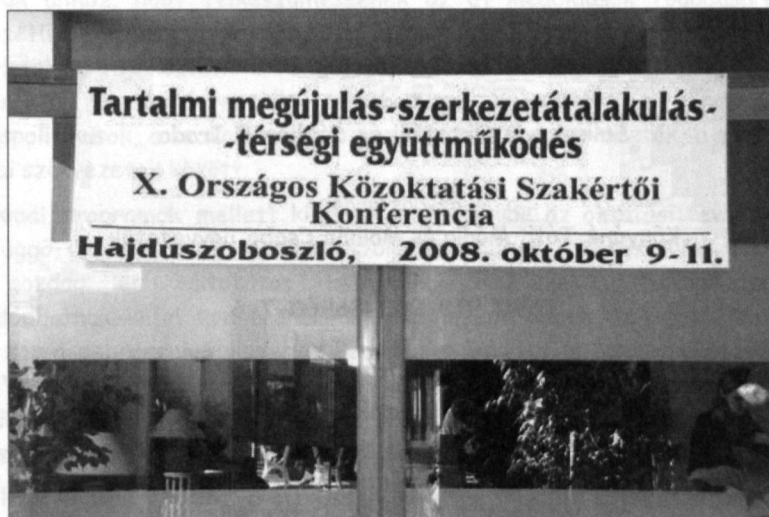 Tartalmi megújulás-szerkezetátalakulás-
-térségi együttműködés
X. Országos Közoktatási Szakértői
Konferencia
Hajdúszoboszló, 2008. október 9-11.